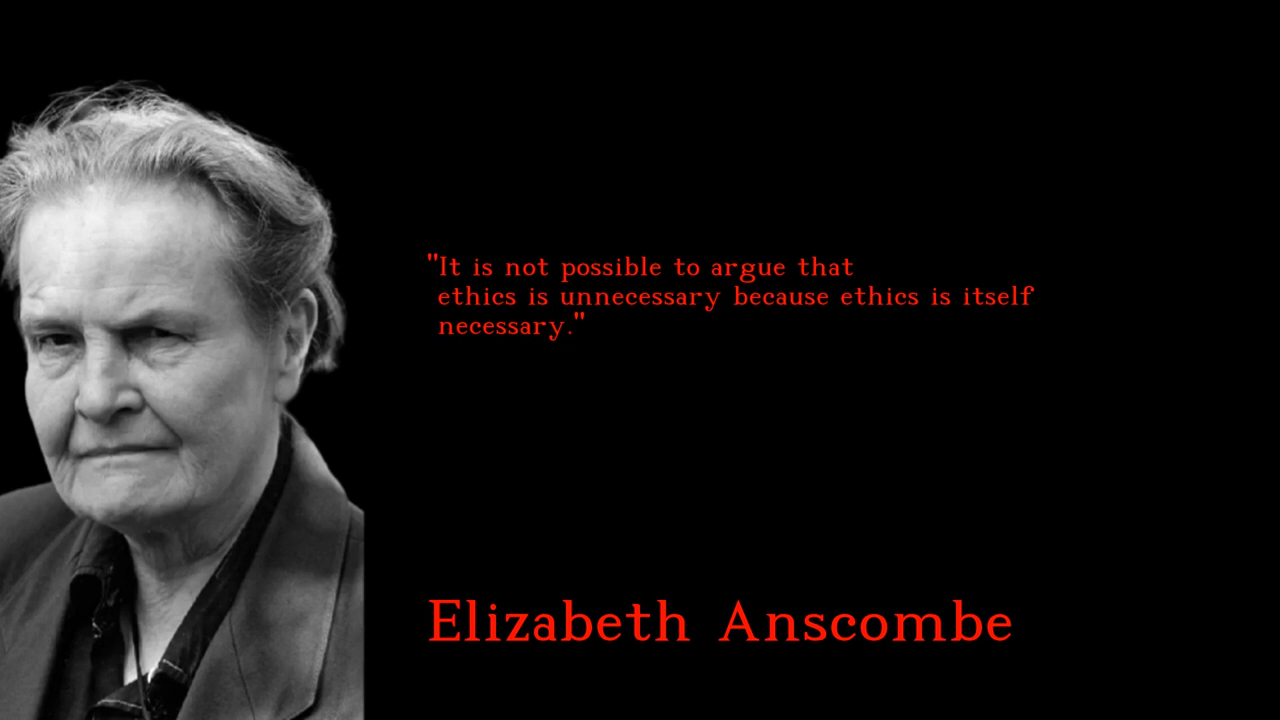 "It is not possible to argue that
ethics is unnecessary because ethics is itself
necessary."
Elizabeth Anscombe